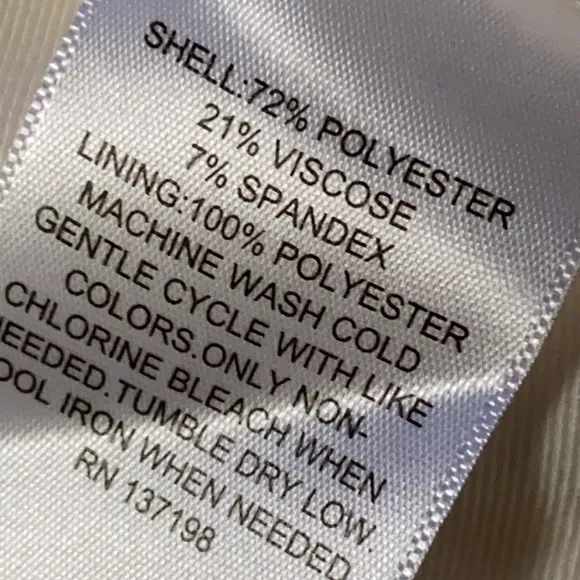 SHELL:72% POLYESTER
21% VISCOSE
7% SPANDEX
LINING:100% POLYESTER
MACHINE WASH COLD
GENTLE CYCLE WITH LIKE
COLORS.ONLY NON-
CHLORINE BLEACH WHEN
NEEDED.TUMBLE DRY LOW.
OOL IRON WHEN NEEDED
RN 137198